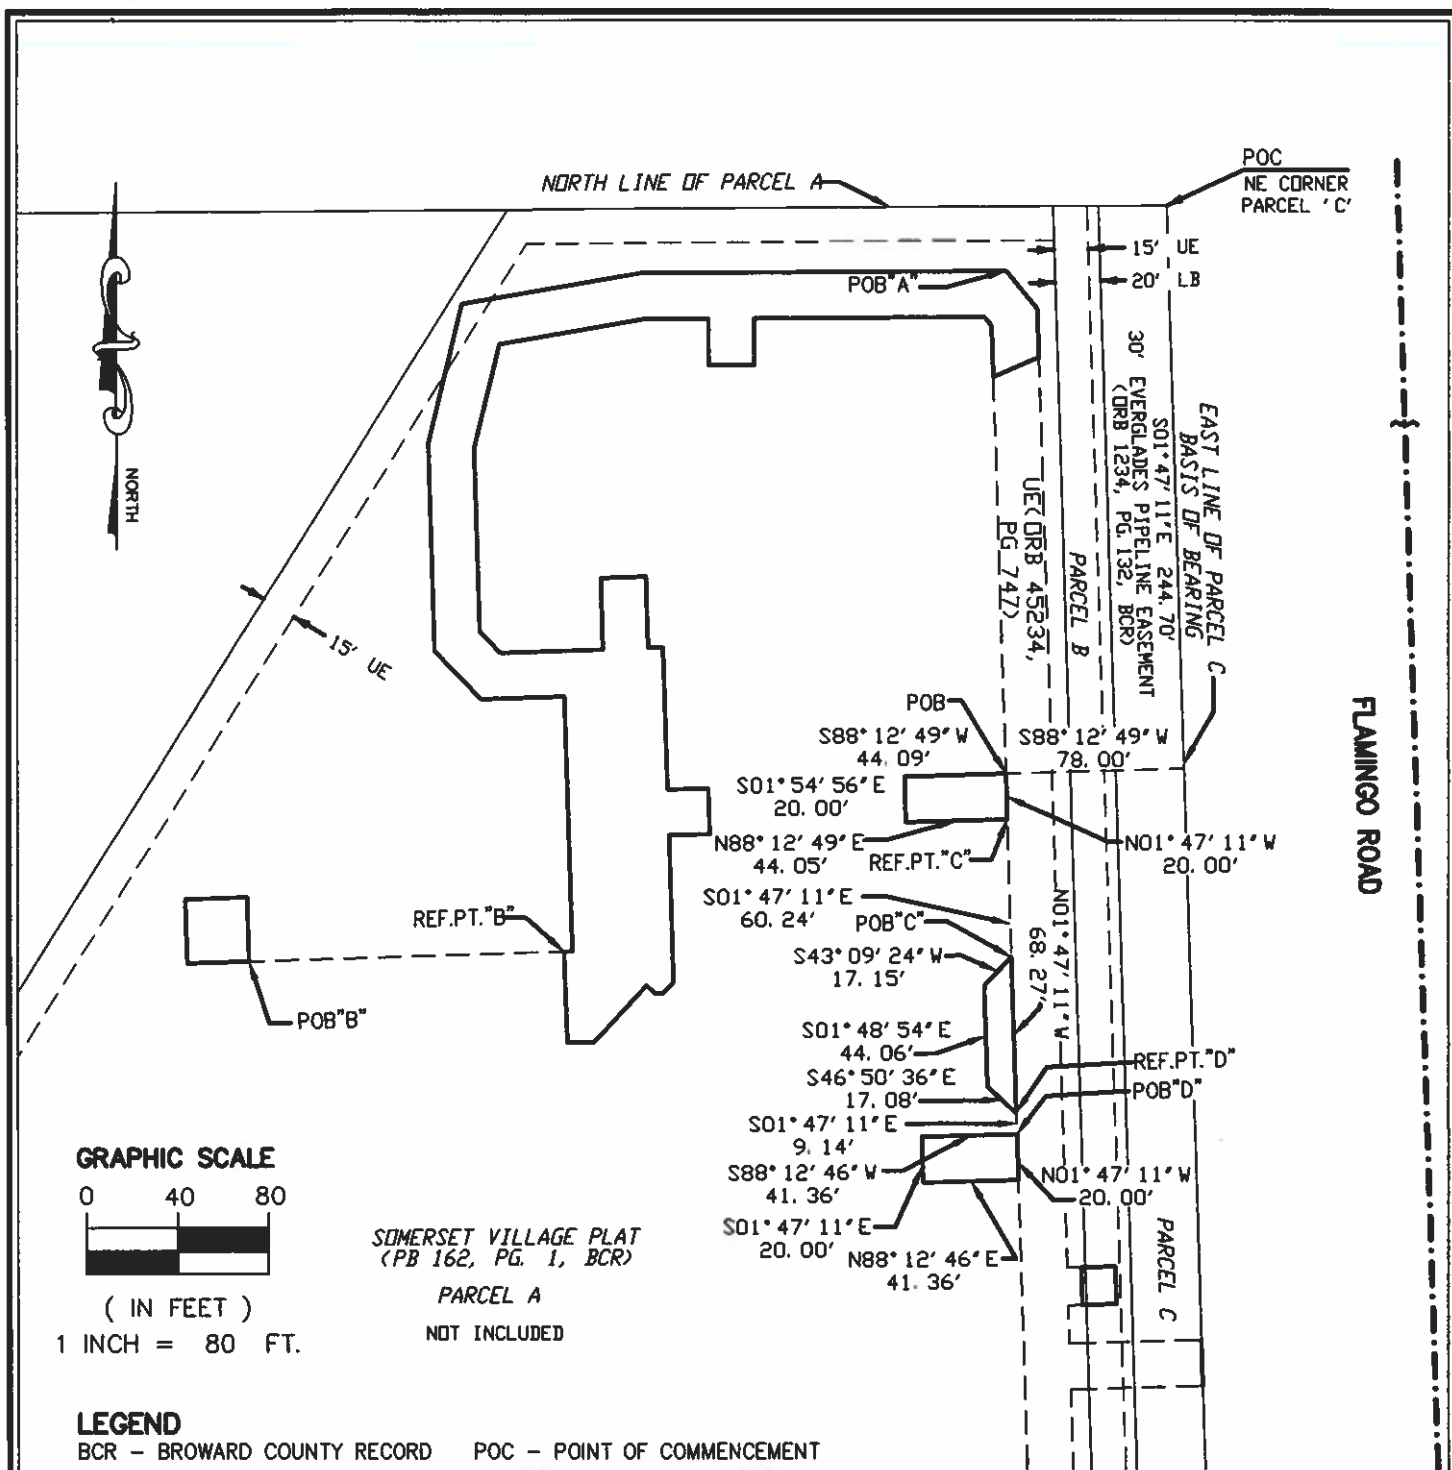 POC
NE CORNER
PARCEL 'C'
NORTH LINE OF PARCEL A
15' UE
20' LB
POB"A"
30' EVERGLADES PIPELINE EASEMENT
(ORB 1234, PG. 132, BCR)
S01°47'11"E 244.70'
BASIS OF BEARING
EAST LINE OF PARCEL C
NORTH
UE(ORB 45234,
PG 747)
PARCEL B
15' UE
FLAMINGO ROAD
POB
S88°12'49"W
44.09'
S88°12'49"W
78.00'
S01°54'56"E
20.00'
N88°12'49"E
44.05'
REF.PT."C"
N01°47'11"W
20.00'
S01°47'11"E
60.24'
POB"C"
N01°47'11"W
68.27'
REF.PT."B"
S43°09'24"W
17.15'
POB"B"
S01°48'54"E
44.06'
S46°50'36"E
17.08'
REF.PT."D"
POB"D"
S01°47'11"E
9.14'
S88°12'46"W
41.36'
N01°47'11"W
20.00'
S01°47'11"E
20.00'
N88°12'46"E
41.36'
PARCEL C
GRAPHIC SCALE
0 40 80
( IN FEET )
1 INCH = 80 FT.
SOMERSET VILLAGE PLAT
(PB 162, PG. 1, BCR)
PARCEL A
NOT INCLUDED
LEGEND
BCR - BROWARD COUNTY RECORD POC - POINT OF COMMENCEMENT